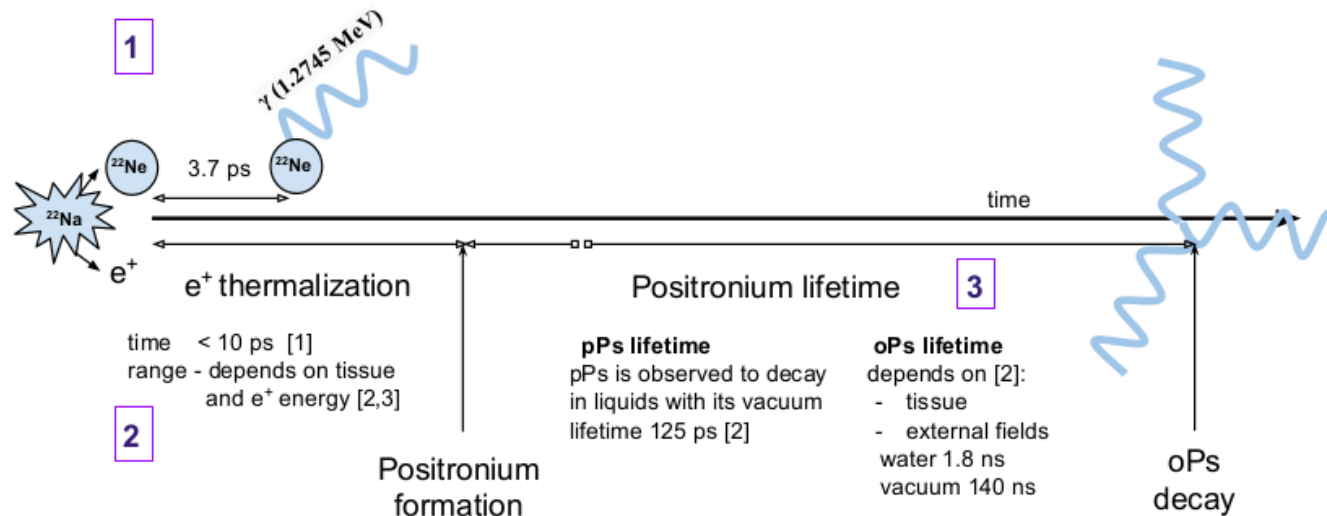 1
γ (1.2745 MeV)
²²Ne
3.7 ps
²²Ne
²²Na
e⁺
time
e⁺ thermalization
time < 10 ps [1]
range - depends on tissue
and e⁺ energy [2,3]
2
Positronium
formation
Positronium lifetime
3
pPs lifetime
pPs is observed to decay
in liquids with its vacuum
lifetime 125 ps [2]
oPs lifetime
depends on [2]:
- tissue
- external fields
water 1.8 ns
vacuum 140 ns
oPs
decay